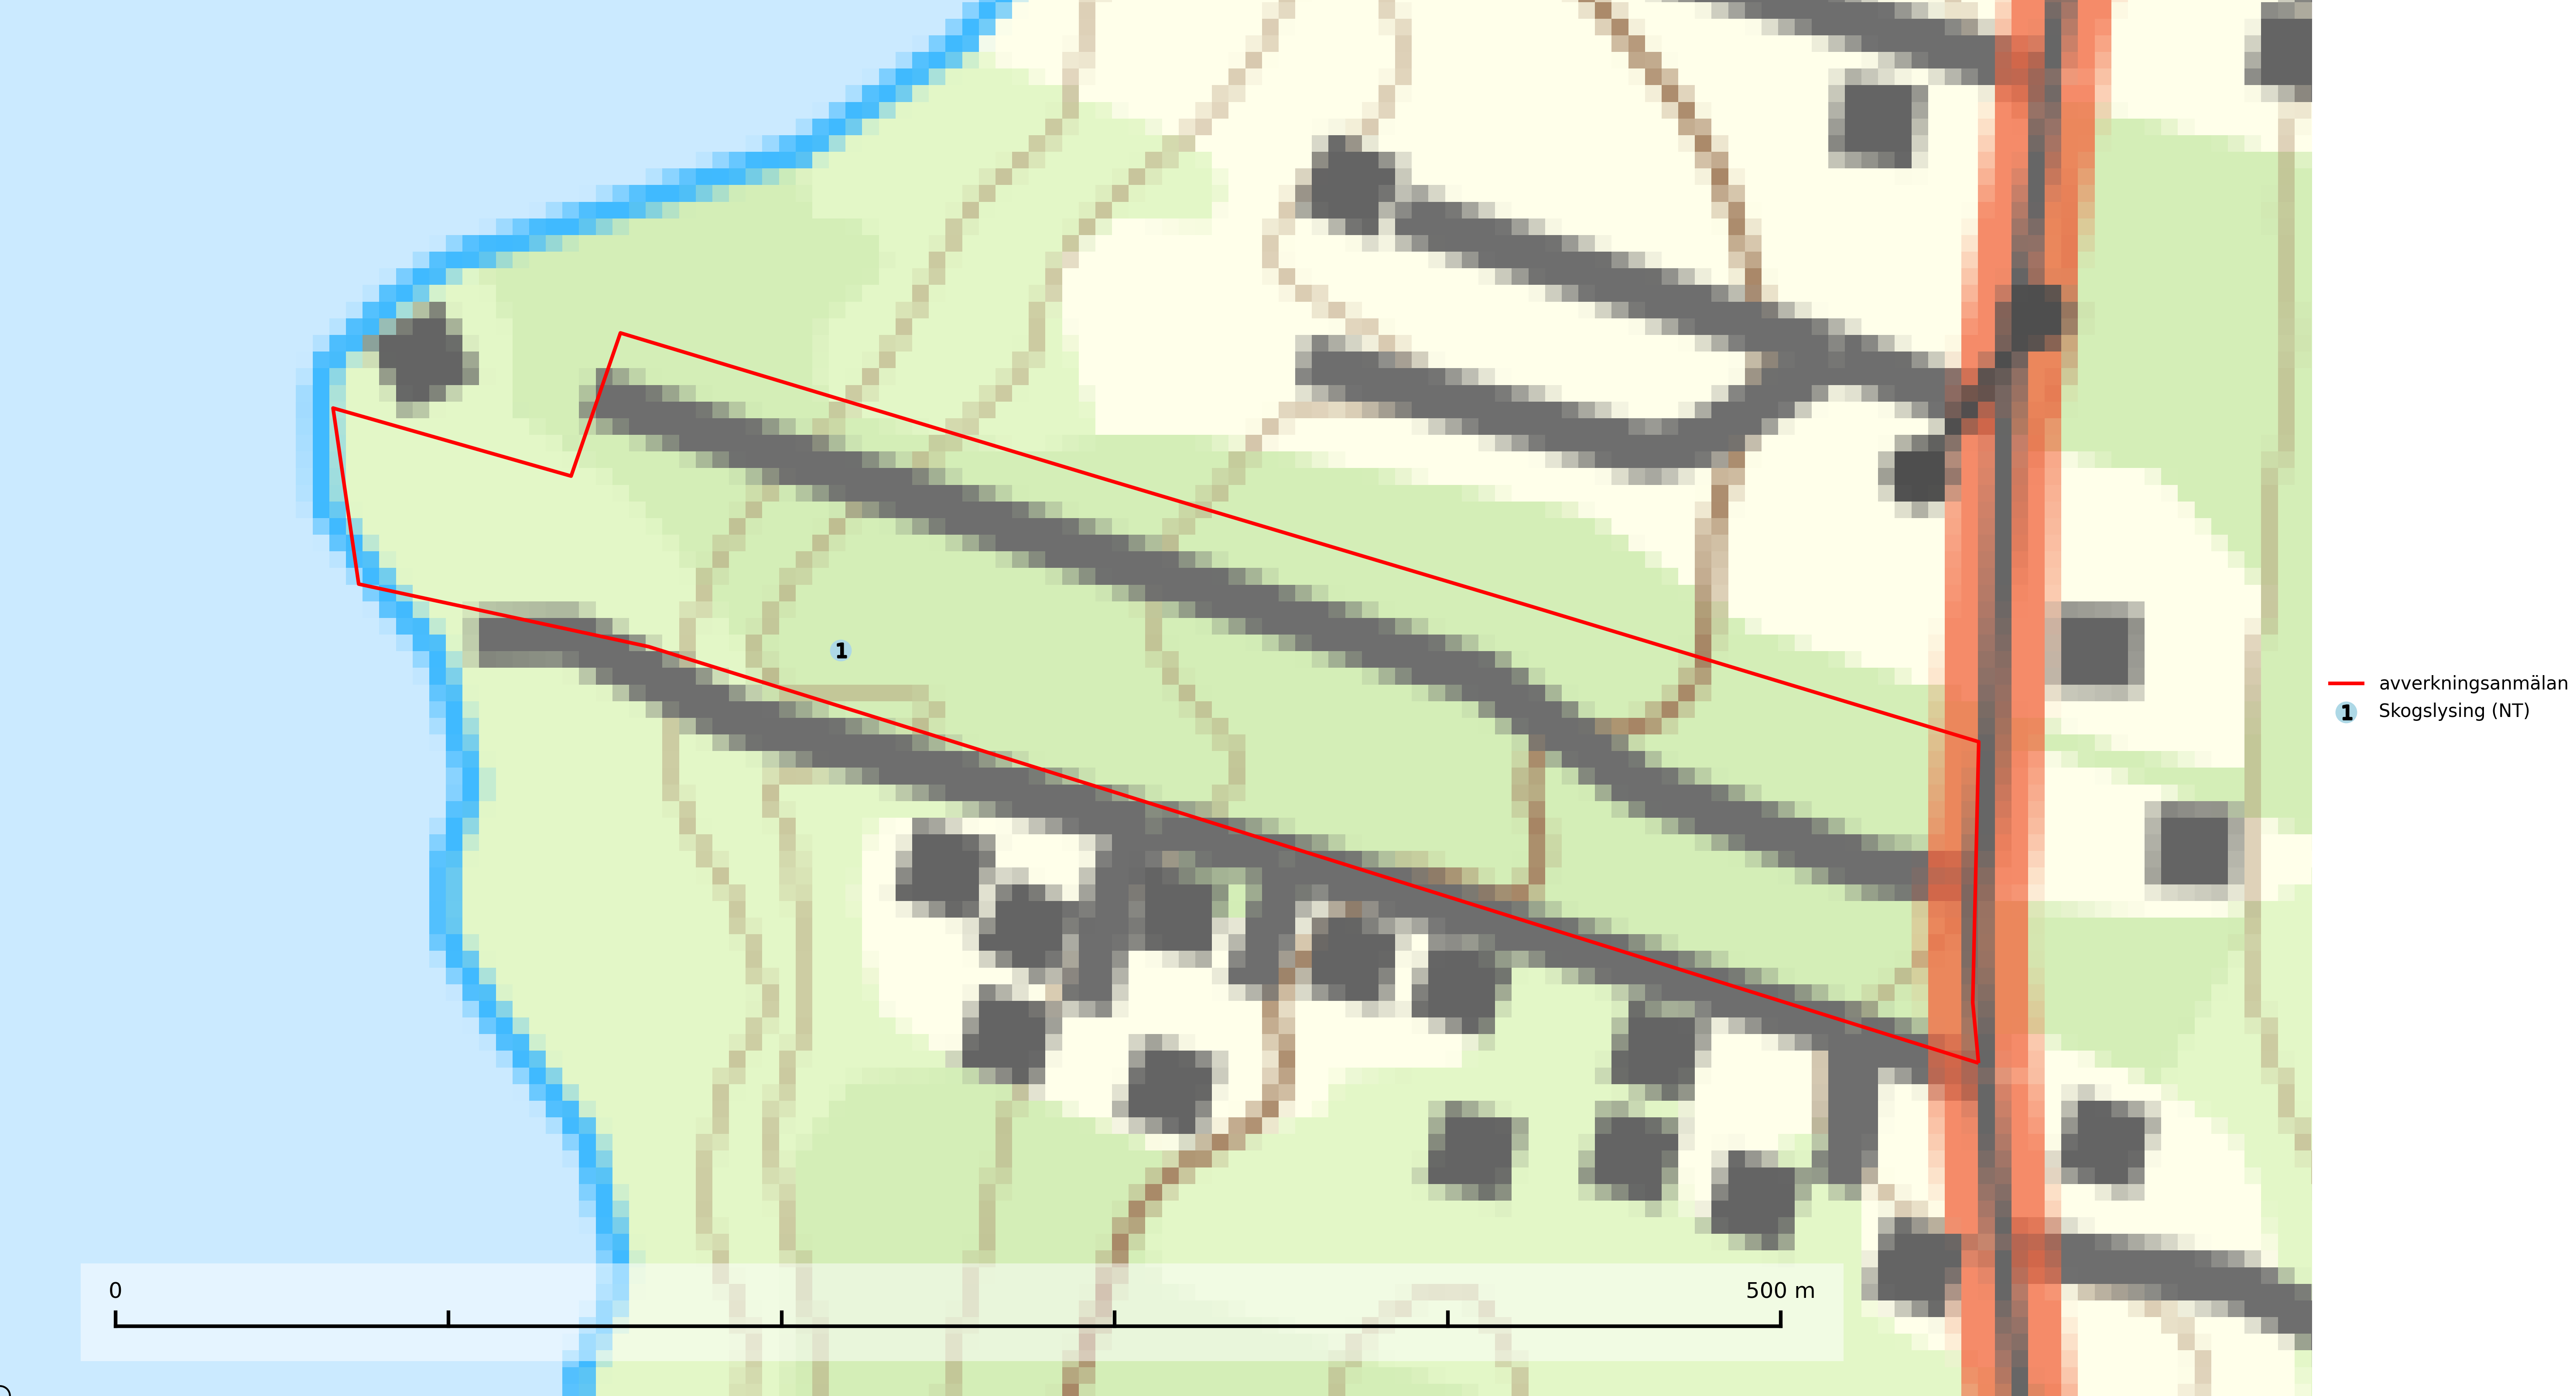 1
avverkningsanmälan
1 Skogslysing (NT)
0 500 m